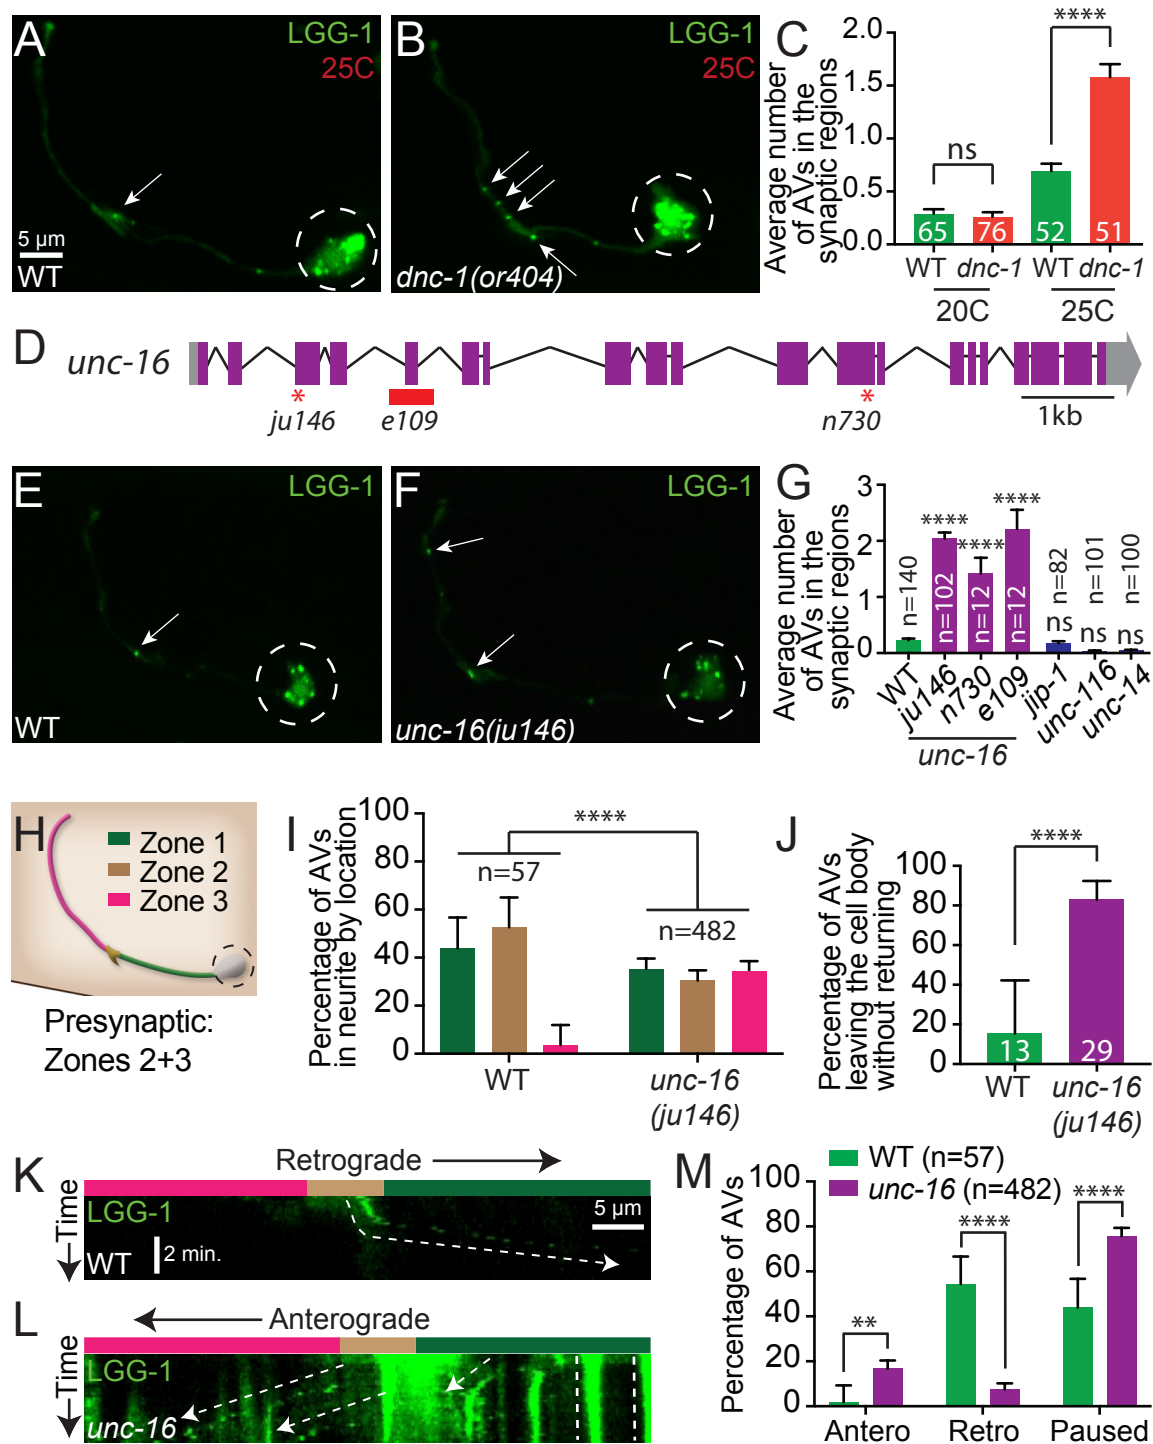 A
LGG-1
25C
5 µm
WT
B
LGG-1
25C
dnc-1(or404)
C
Average number
of AVs in the
synaptic regions
2.0
1.5
1.0
0.5
0.0
ns
****
65
76
52
51
WT
dnc-1
WT
dnc-1
20C
25C
D
unc-16
*
*
ju146
e109
n730
1kb
E
LGG-1
WT
F
LGG-1
unc-16(ju146)
G
Average number
of AVs in the
synaptic regions
3
2
1
0
n=140
****
n=102
****
n=12
****
n=12
n=82
ns
n=101
ns
n=100
ns
WT
ju146
n730
e109
jip-1
unc-116
unc-14
unc-16
H
Zone 1
Zone 2
Zone 3
Presynaptic:
Zones 2+3
I
Percentage of AVs
in neurite by location
100
80
60
40
20
0
****
n=57
n=482
WT
unc-16
(ju146)
J
Percentage of AVs
leaving the cell body
without returning
100
80
60
40
20
0
****
13
29
WT
unc-16
(ju146)
K
Retrograde
Time
LGG-1
WT
2 min.
5 µm
L
Anterograde
Time
LGG-1
unc-16
M
WT (n=57)
unc-16 (n=482)
Percentage of AVs
100
80
60
40
20
0
**
****
****
Antero
Retro
Paused